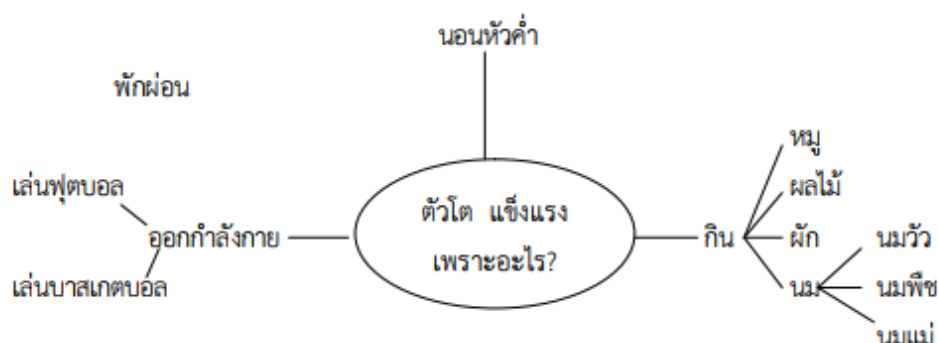 นอนหัวค่ำ
พักผ่อน
หมู
เล่นฟุตบอล
ผลไม้
ตัวโต แข็งแรง
ออกกำลังกาย
กิน
ผัก
นมวัว
เพราะอะไร?
เล่นบาสเกตบอล
นม
นมพืช
นมแม่